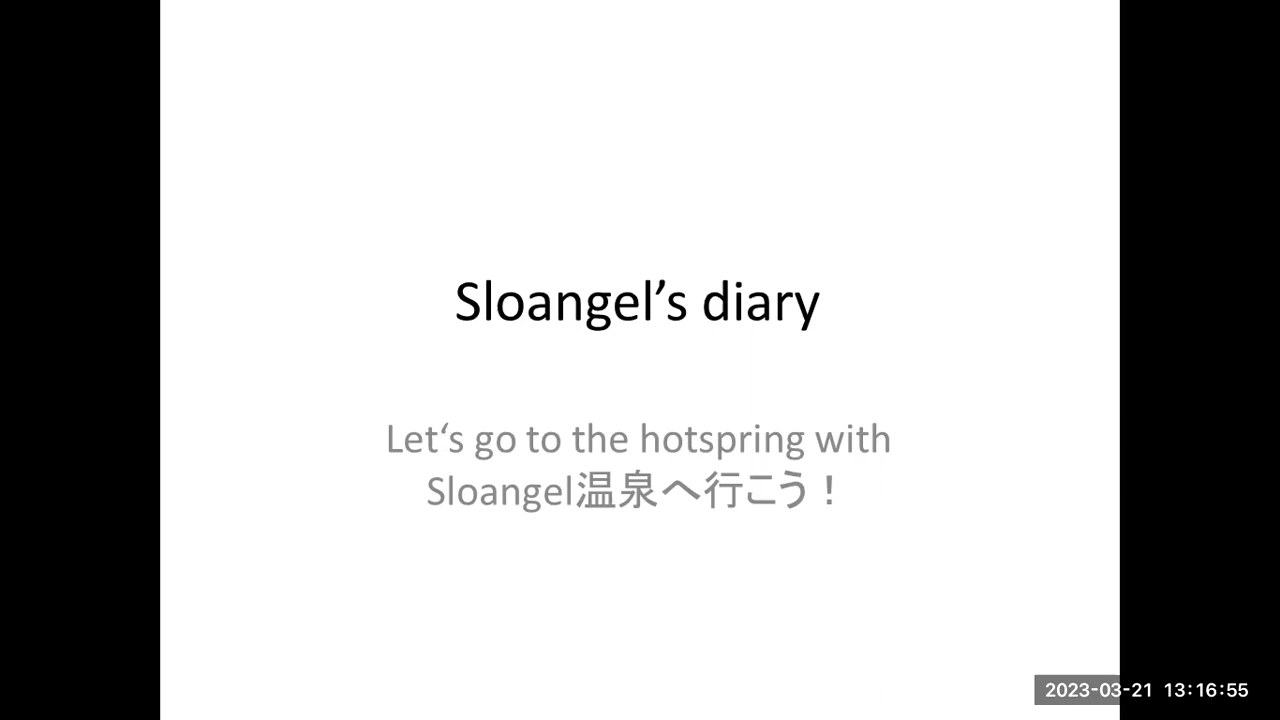 Sloangel’s diary
Let‘s go to the hotspring with
Sloangel温泉へ行こう！
2023-03-21 13:16:55